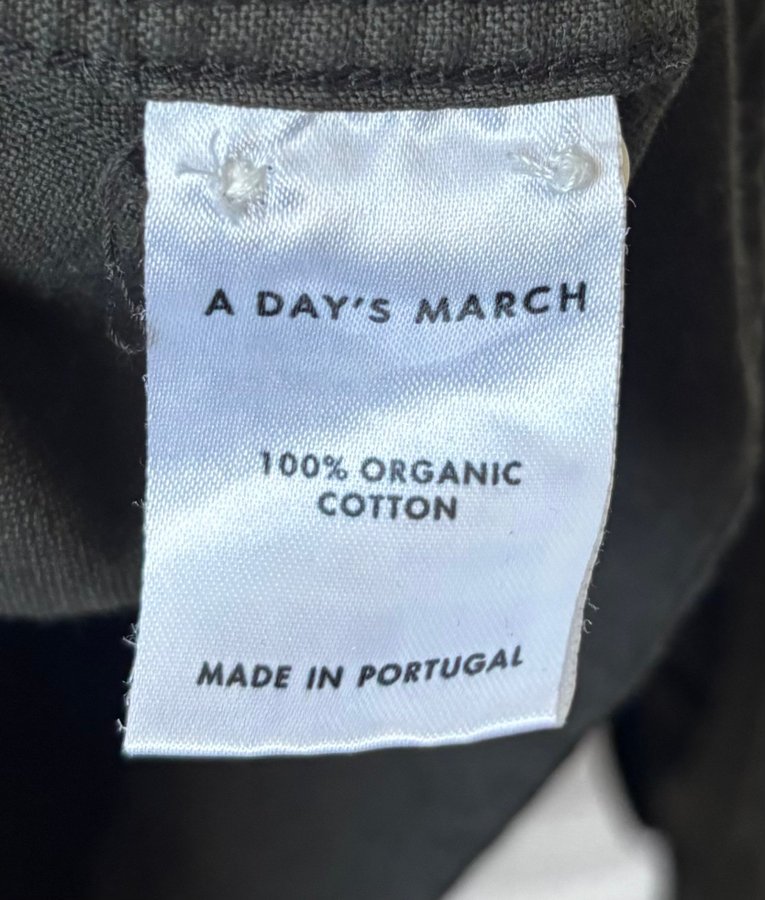 A DAY'S MARCH
100% ORGANIC
COTTON
MADE IN PORTUGAL